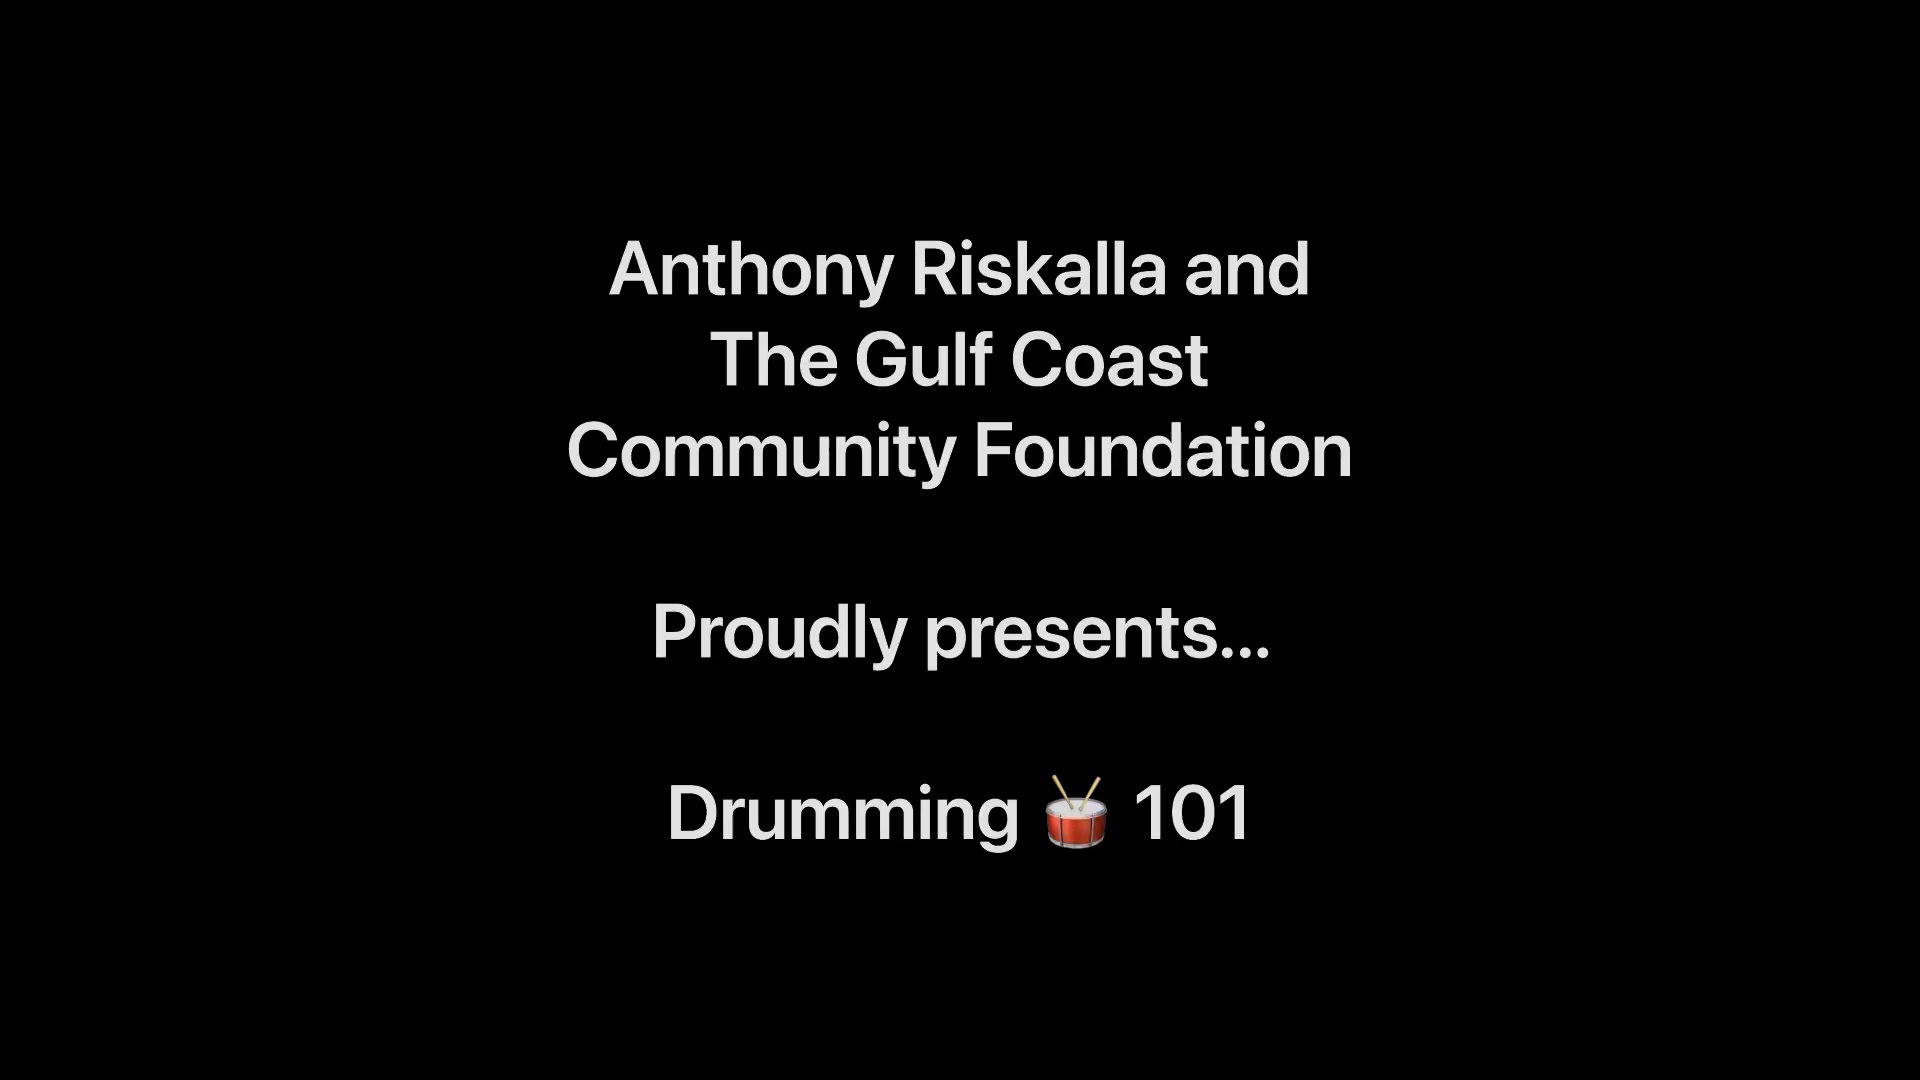 Anthony Riskalla and
The Gulf Coast
Community Foundation
Proudly presents...
Drumming 🥁 101